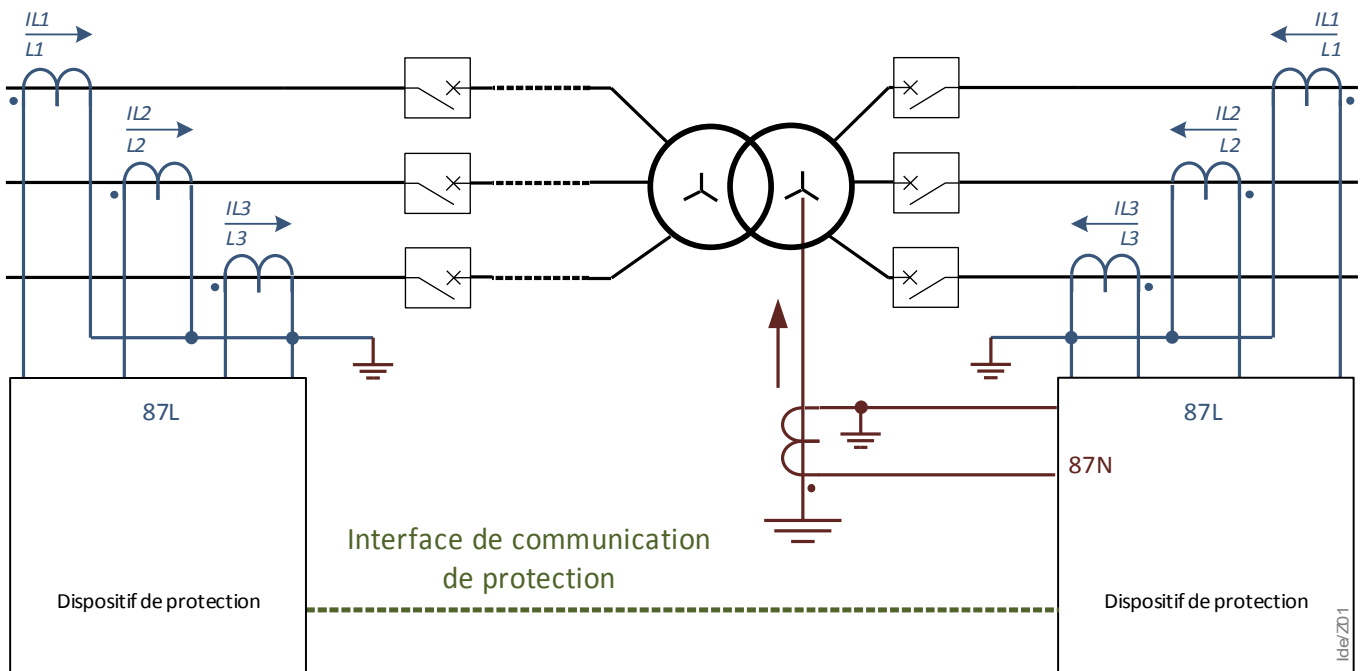 IL1
L1
IL2
L2
IL3
L3
IL1
L1
IL2
L2
IL3
L3
87L
87L
87N
Interface de communication
de protection
Dispositif de protection
Dispositif de protection
Ide/Z01